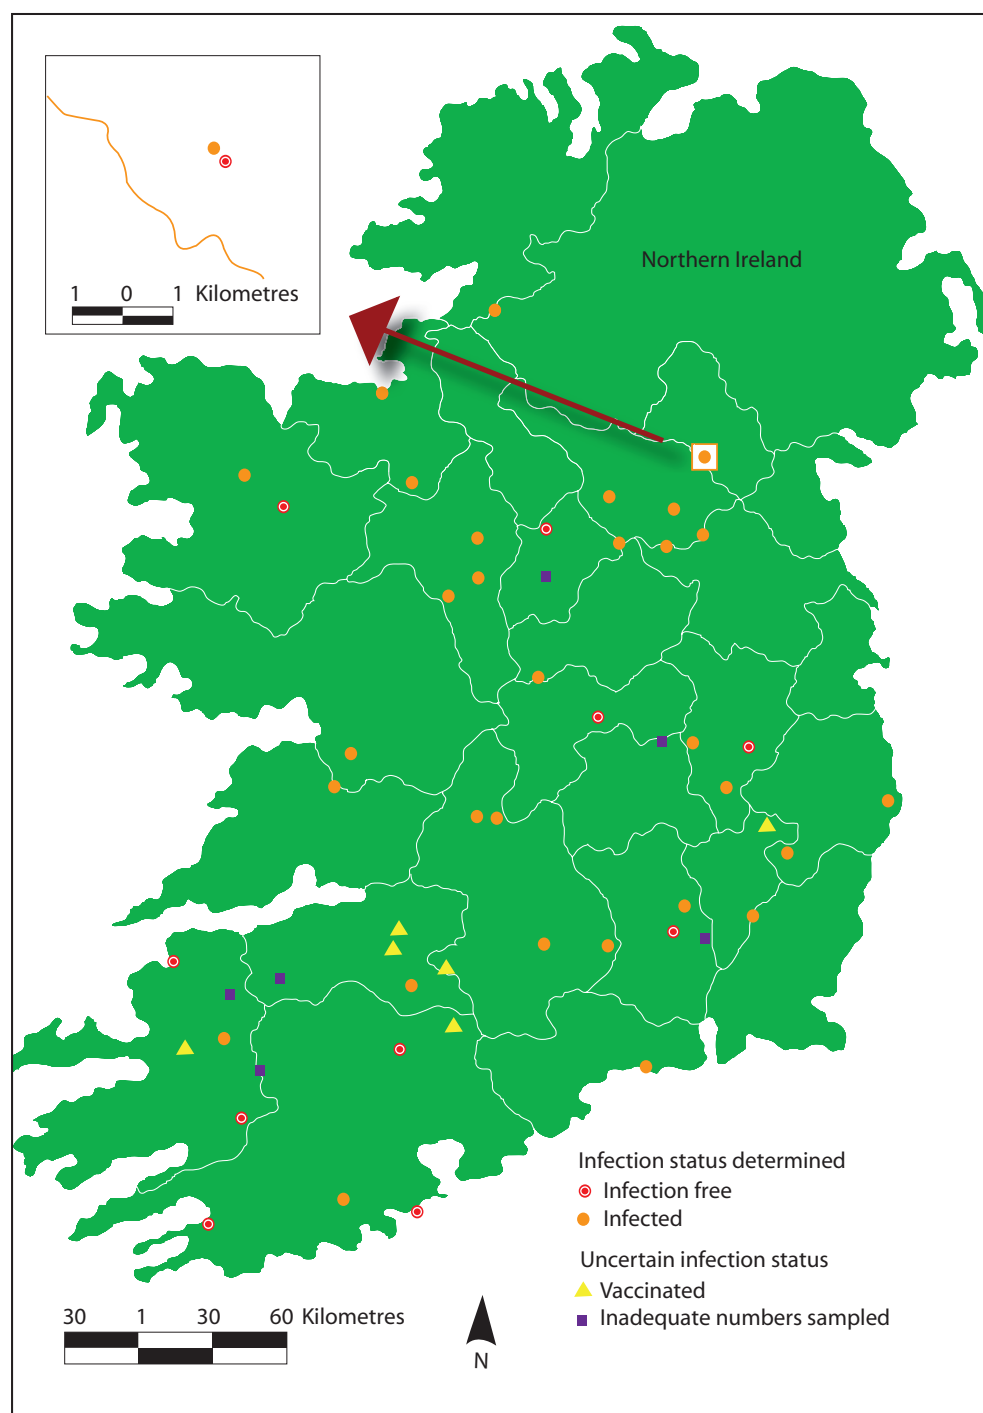 1 0 1 Kilometres
Northern Ireland
Infection status determined
Infection free
Infected
Uncertain infection status
Vaccinated
Inadequate numbers sampled
30 1 30 60 Kilometres
N